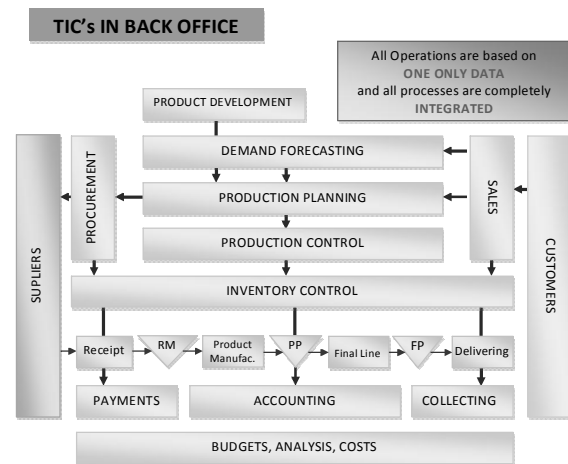 TIC's IN BACK OFFICE
All Operations are based on
ONE ONLY DATA
and all processes are completely
INTEGRATED
PRODUCT DEVELOPMENT
DEMAND FORECASTING
PROCUREMENT
PRODUCTION PLANNING
SALES
PRODUCTION CONTROL
SUPLIERS
CUSTOMERS
INVENTORY CONTROL
Receipt
RM
Product
Manufac.
PP
Final Line
FP
Delivering
PAYMENTS
ACCOUNTING
COLLECTING
BUDGETS, ANALYSIS, COSTS